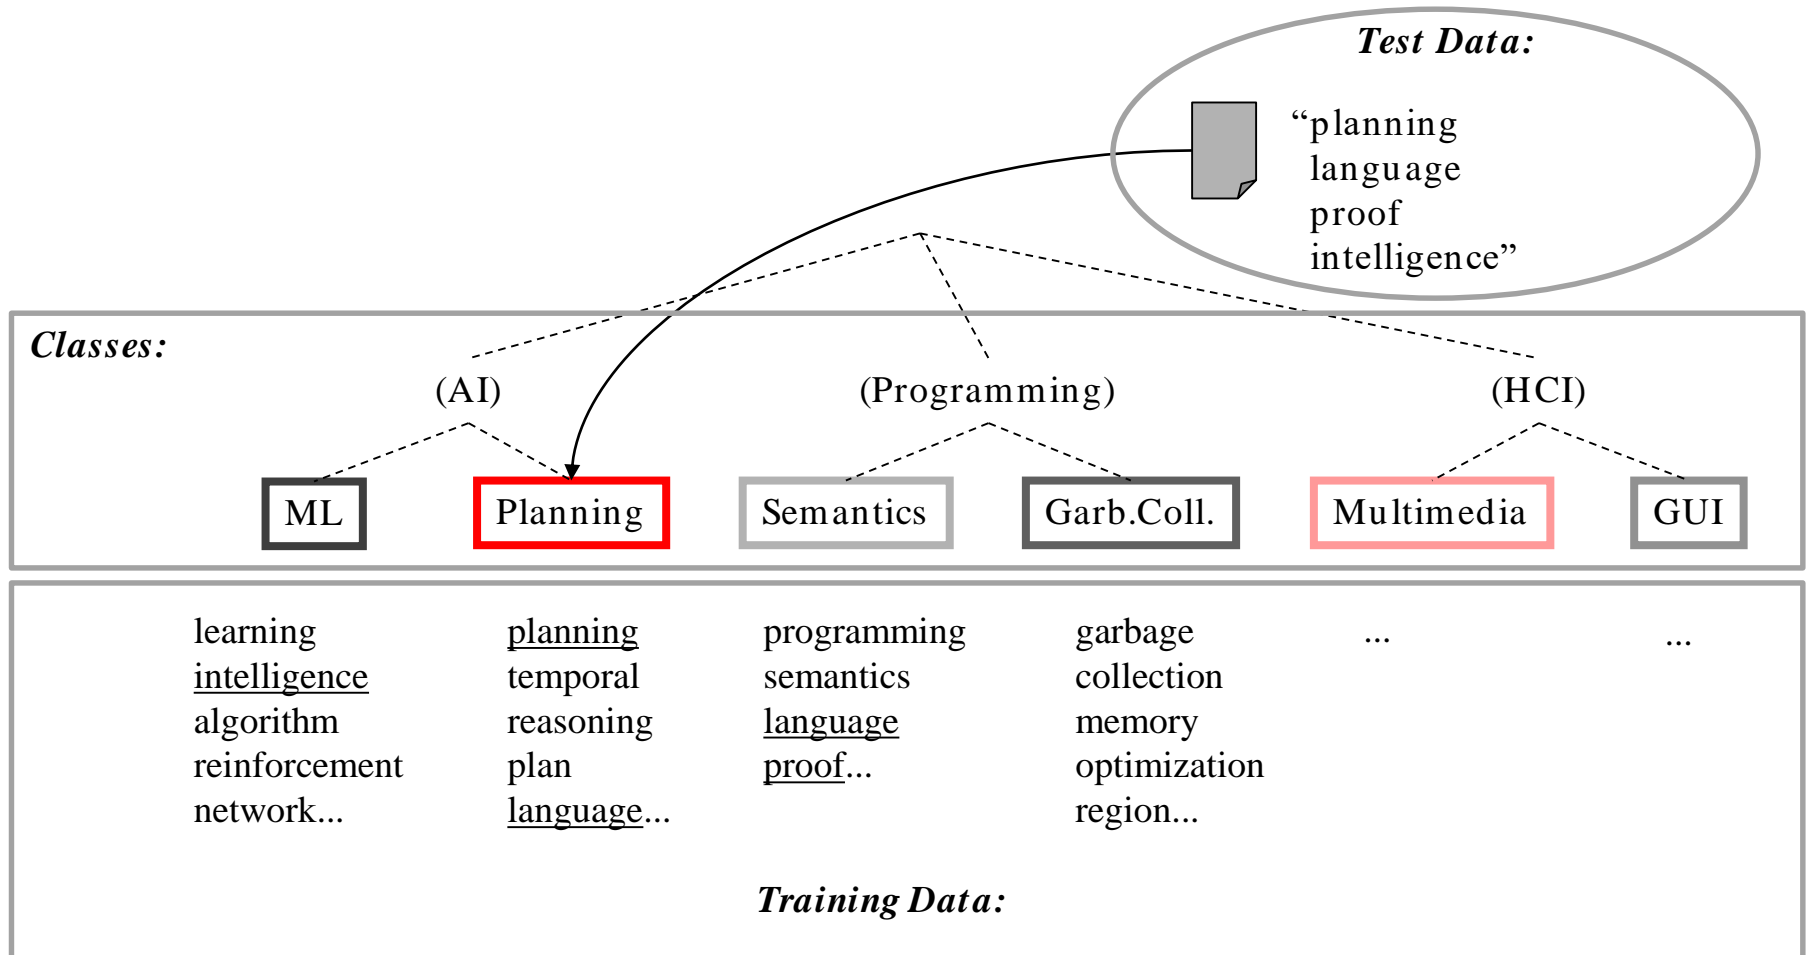 Test Data:
“planning
language
proof
intelligence”
Classes:
(AI)
(Programming)
(HCI)
ML
Planning
Semantics
Garb.Coll.
Multimedia
GUI
learning
intelligence
algorithm
reinforcement
network...
planning
temporal
reasoning
plan
language...
programming
semantics
language
proof...
garbage
collection
memory
optimization
region...
...
...
Training Data: